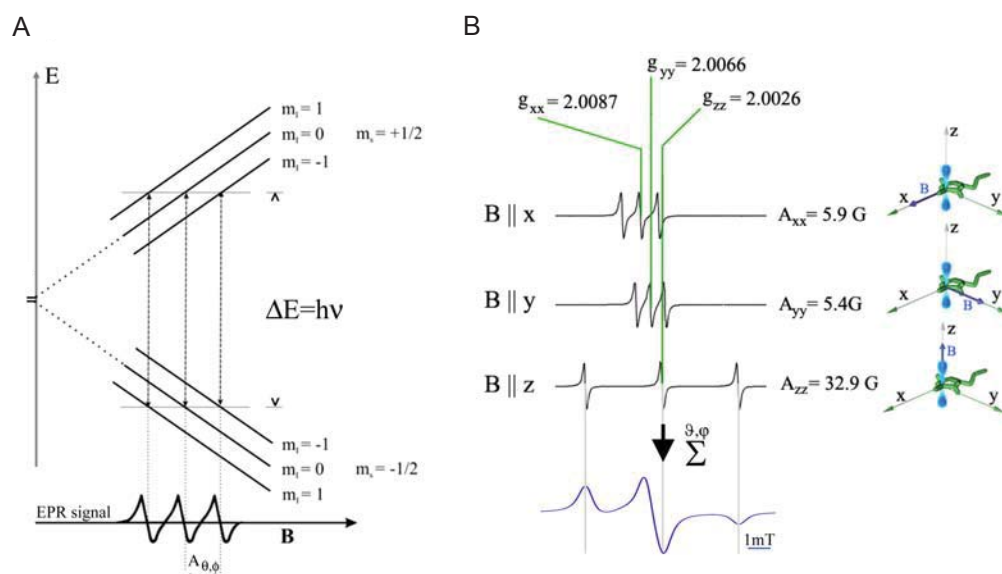 A
E
m_I = 1
m_I = 0 m_s = +1/2
m_I = -1
ΔE=hν
m_I = -1
m_I = 0 m_s = -1/2
m_I = 1
EPR signal
B
A_θ,ϕ
B
g_yy = 2.0066
g_xx = 2.0087
g_zz = 2.0026
B || x
A_xx = 5.9 G
z
B
x
y
B || y
A_yy = 5.4G
z
x
B
y
B || z
A_zz = 32.9 G
z
B
x
y
ϑ,φ
Σ
1mT